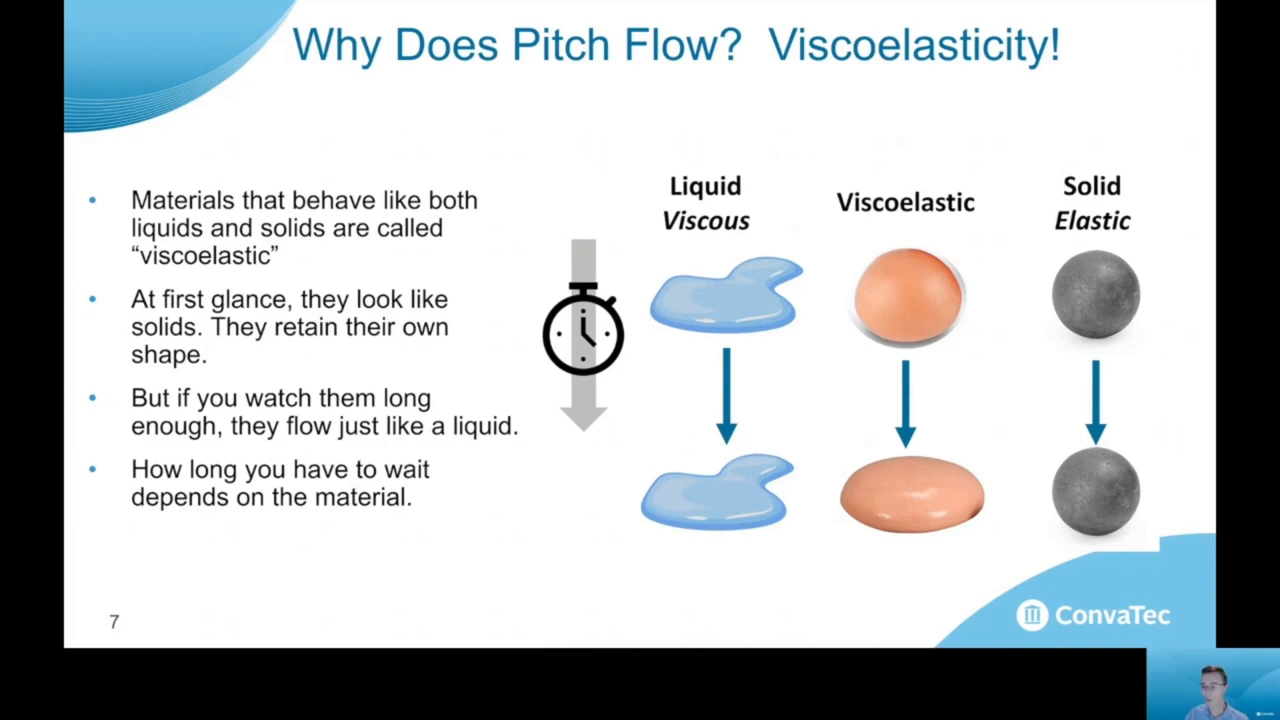 Why Does Pitch Flow?  Viscoelasticity!
• Materials that behave like both
liquids and solids are called
“viscoelastic”
• At first glance, they look like
solids. They retain their own
shape.
• But if you watch them long
enough, they flow just like a liquid.
• How long you have to wait
depends on the material.
Liquid
Viscous
Viscoelastic
Solid
Elastic
7
ConvaTec
ConvaTec